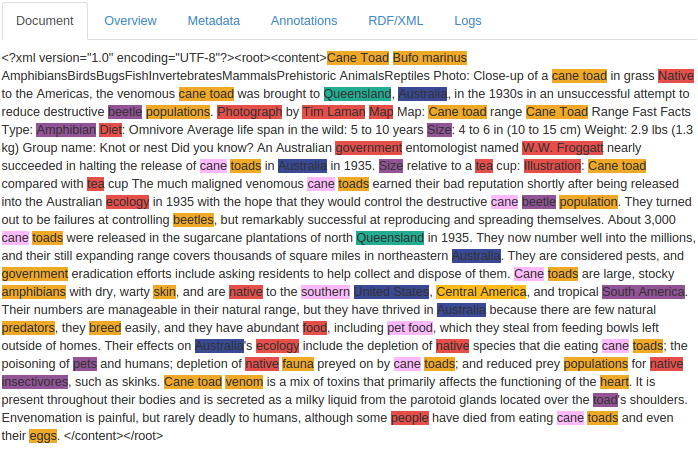 Document Overview Metadata Annotations RDF/XML Logs
<?xml version="1.0" encoding="UTF-8"?><root><content>Cane Toad Bufo marinus
AmphibiansBirdsBugsFishInvertebratesMammalsPrehistoric AnimalsReptiles Photo: Close-up of a cane toad in grass Native
to the Americas, the venomous cane toad was brought to Queensland, Australia, in the 1930s in an unsuccessful attempt to
reduce destructive beetle populations. Photograph by Tim Laman Map Map: Cane toad range Cane Toad Range Fast Facts
Type: Amphibian Diet: Omnivore Average life span in the wild: 5 to 10 years Size: 4 to 6 in (10 to 15 cm) Weight: 2.9 lbs (1.3
kg) Group name: Knot or nest Did you know? An Australian government entomologist named W.W. Froggatt nearly
succeeded in halting the release of cane toads in Australia in 1935. Size relative to a tea cup: Illustration: Cane toad
compared with tea cup The much maligned venomous cane toads earned their bad reputation shortly after being released
into the Australian ecology in 1935 with the hope that they would control the destructive cane beetle population. They turned
out to be failures at controlling beetles, but remarkably successful at reproducing and spreading themselves. About 3,000
cane toads were released in the sugarcane plantations of north Queensland in 1935. They now number well into the millions,
and their still expanding range covers thousands of square miles in northeastern Australia. They are considered pests, and
government eradication efforts include asking residents to help collect and dispose of them. Cane toads are large, stocky
amphibians with dry, warty skin, and are native to the southern United States, Central America, and tropical South America.
Their numbers are manageable in their natural range, but they have thrived in Australia because there are few natural
predators, they breed easily, and they have abundant food, including pet food, which they steal from feeding bowls left
outside of homes. Their effects on Australia's ecology include the depletion of native species that die eating cane toads; the
poisoning of pets and humans; depletion of native fauna preyed on by cane toads; and reduced prey populations for native
insectivores, such as skinks. Cane toad venom is a mix of toxins that primarily affects the functioning of the heart. It is
present throughout their bodies and is secreted as a milky liquid from the parotoid glands located over the toad's shoulders.
Envenomation is painful, but rarely deadly to humans, although some people have died from eating cane toads and even
their eggs. </content></root>